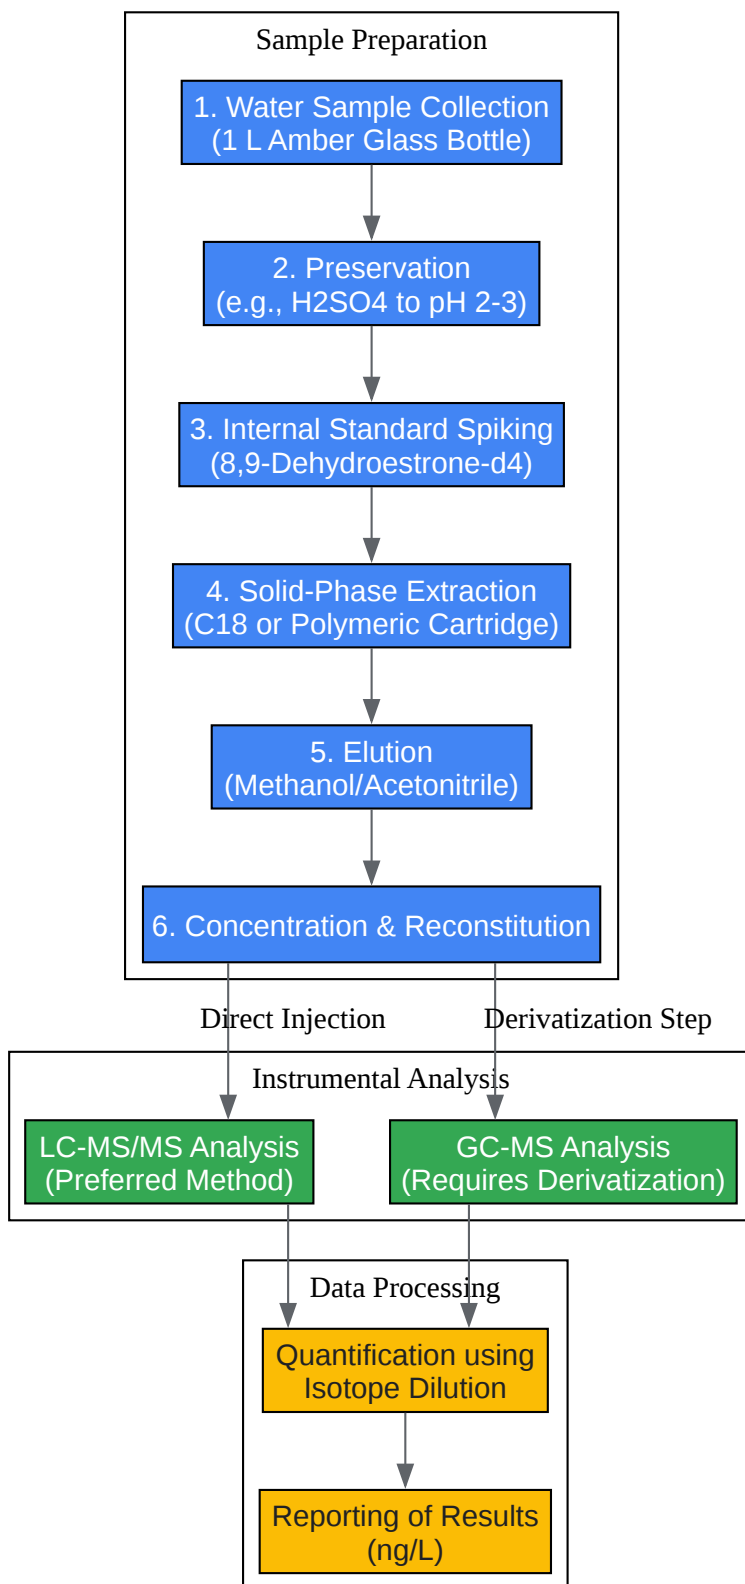 Sample Preparation
1. Water Sample Collection
(1 L Amber Glass Bottle)
2. Preservation
(e.g., H2SO4 to pH 2-3)
3. Internal Standard Spiking
(8,9-Dehydroestrone-d4)
4. Solid-Phase Extraction
(C18 or Polymeric Cartridge)
5. Elution
(Methanol/Acetonitrile)
6. Concentration & Reconstitution
Direct Injection
Derivatization Step
Instrumental Analysis
LC-MS/MS Analysis
(Preferred Method)
GC-MS Analysis
(Requires Derivatization)
Data Processing
Quantification using
Isotope Dilution
Reporting of Results
(ng/L)